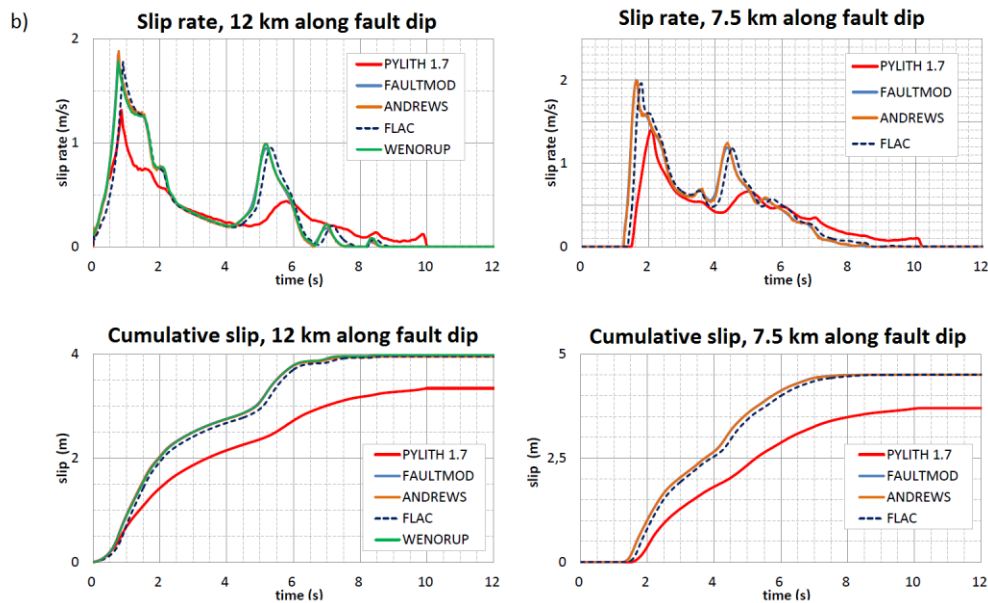 b)
Slip rate, 12 km along fault dip
2
1
0
slip rate (m/s)
PYLITH 1.7
FAULTMOD
ANDREWS
FLAC
WENORUP
0 2 4 6 8 10 12
time (s)
Slip rate, 7.5 km along fault dip
2
1
0
slip rate (m/s)
PYLITH 1.7
FAULTMOD
ANDREWS
FLAC
0 2 4 6 8 10 12
time (s)
Cumulative slip, 12 km along fault dip
4
2
0
slip (m)
PYLITH 1.7
FAULTMOD
ANDREWS
FLAC
WENORUP
0 2 4 6 8 10 12
time (s)
Cumulative slip, 7.5 km along fault dip
5
2,5
0
slip (m)
PYLITH 1.7
FAULTMOD
ANDREWS
FLAC
0 2 4 6 8 10 12
time (s)